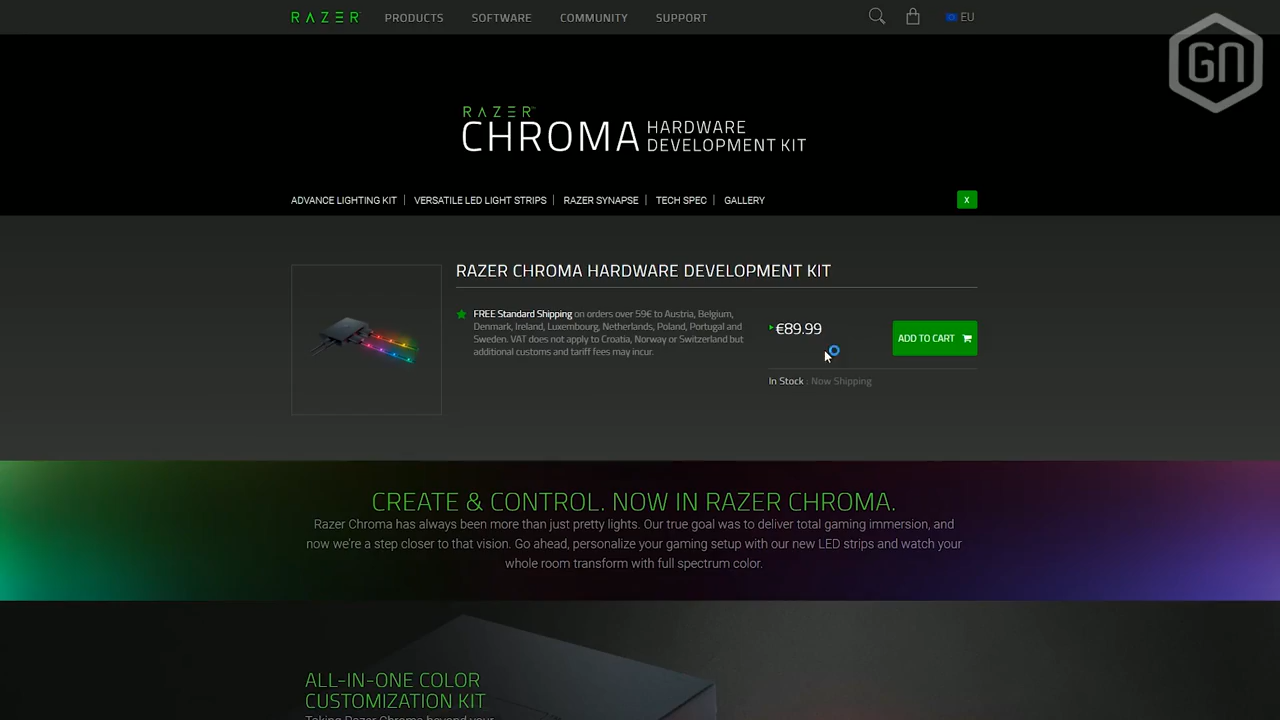 RAZER PRODUCTS SOFTWARE COMMUNITY SUPPORT EU
GN
RAZER™
CHROMA HARDWARE
DEVELOPMENT KIT
ADVANCE LIGHTING KIT | VERSATILE LED LIGHT STRIPS | RAZER SYNAPSE | TECH SPEC | GALLERY X
RAZER CHROMA HARDWARE DEVELOPMENT KIT
FREE Standard Shipping on orders over 59€ to Austria, Belgium,
Denmark, Ireland, Luxembourg, Netherlands, Poland, Portugal and
Sweden. VAT does not apply to Croatia, Norway or Switzerland but
additional customs and tariff fees may incur.
€89.99
ADD TO CART
In Stock : Now Shipping
CREATE & CONTROL. NOW IN RAZER CHROMA.
Razer Chroma has always been more than just pretty lights. Our true goal was to deliver total gaming immersion, and
now we're a step closer to that vision. Go ahead, personalize your gaming setup with our new LED strips and watch your
whole room transform with full spectrum color.
ALL-IN-ONE COLOR
CUSTOMIZATION KIT
Taking Razer Chroma beyond your